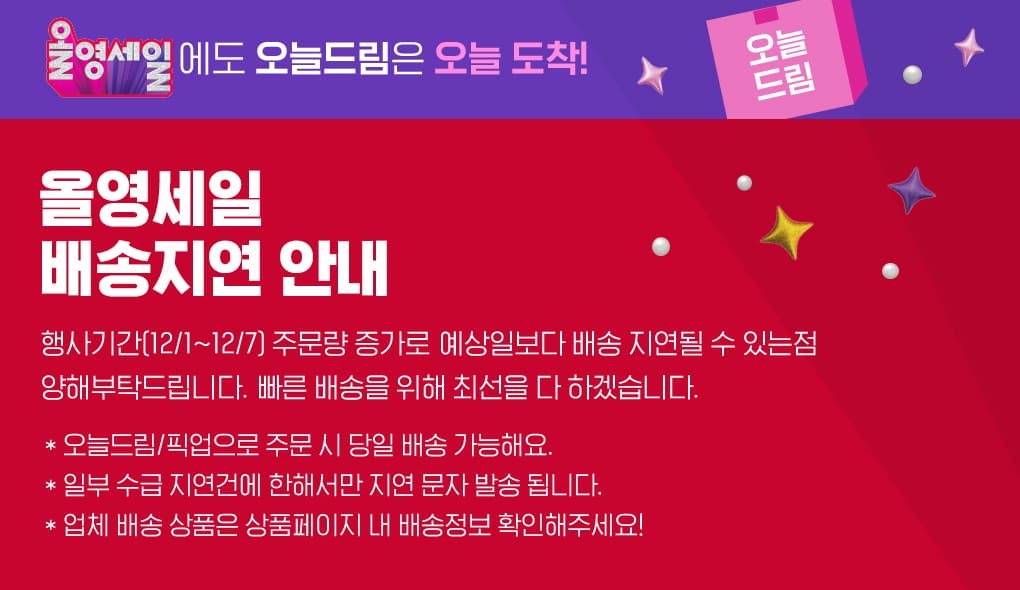 올영세일에도 오늘드림은 오늘 도착!
오늘
드림
올영세일
배송지연 안내
행사기간(12/1~12/7) 주문량 증가로 예상일보다 배송 지연될 수 있는점
양해부탁드립니다. 빠른 배송을 위해 최선을 다 하겠습니다.
* 오늘드림/픽업으로 주문 시 당일 배송 가능해요.
* 일부 수급 지연건에 한해서만 지연 문자 발송 됩니다.
* 업체 배송 상품은 상품페이지 내 배송정보 확인해주세요!